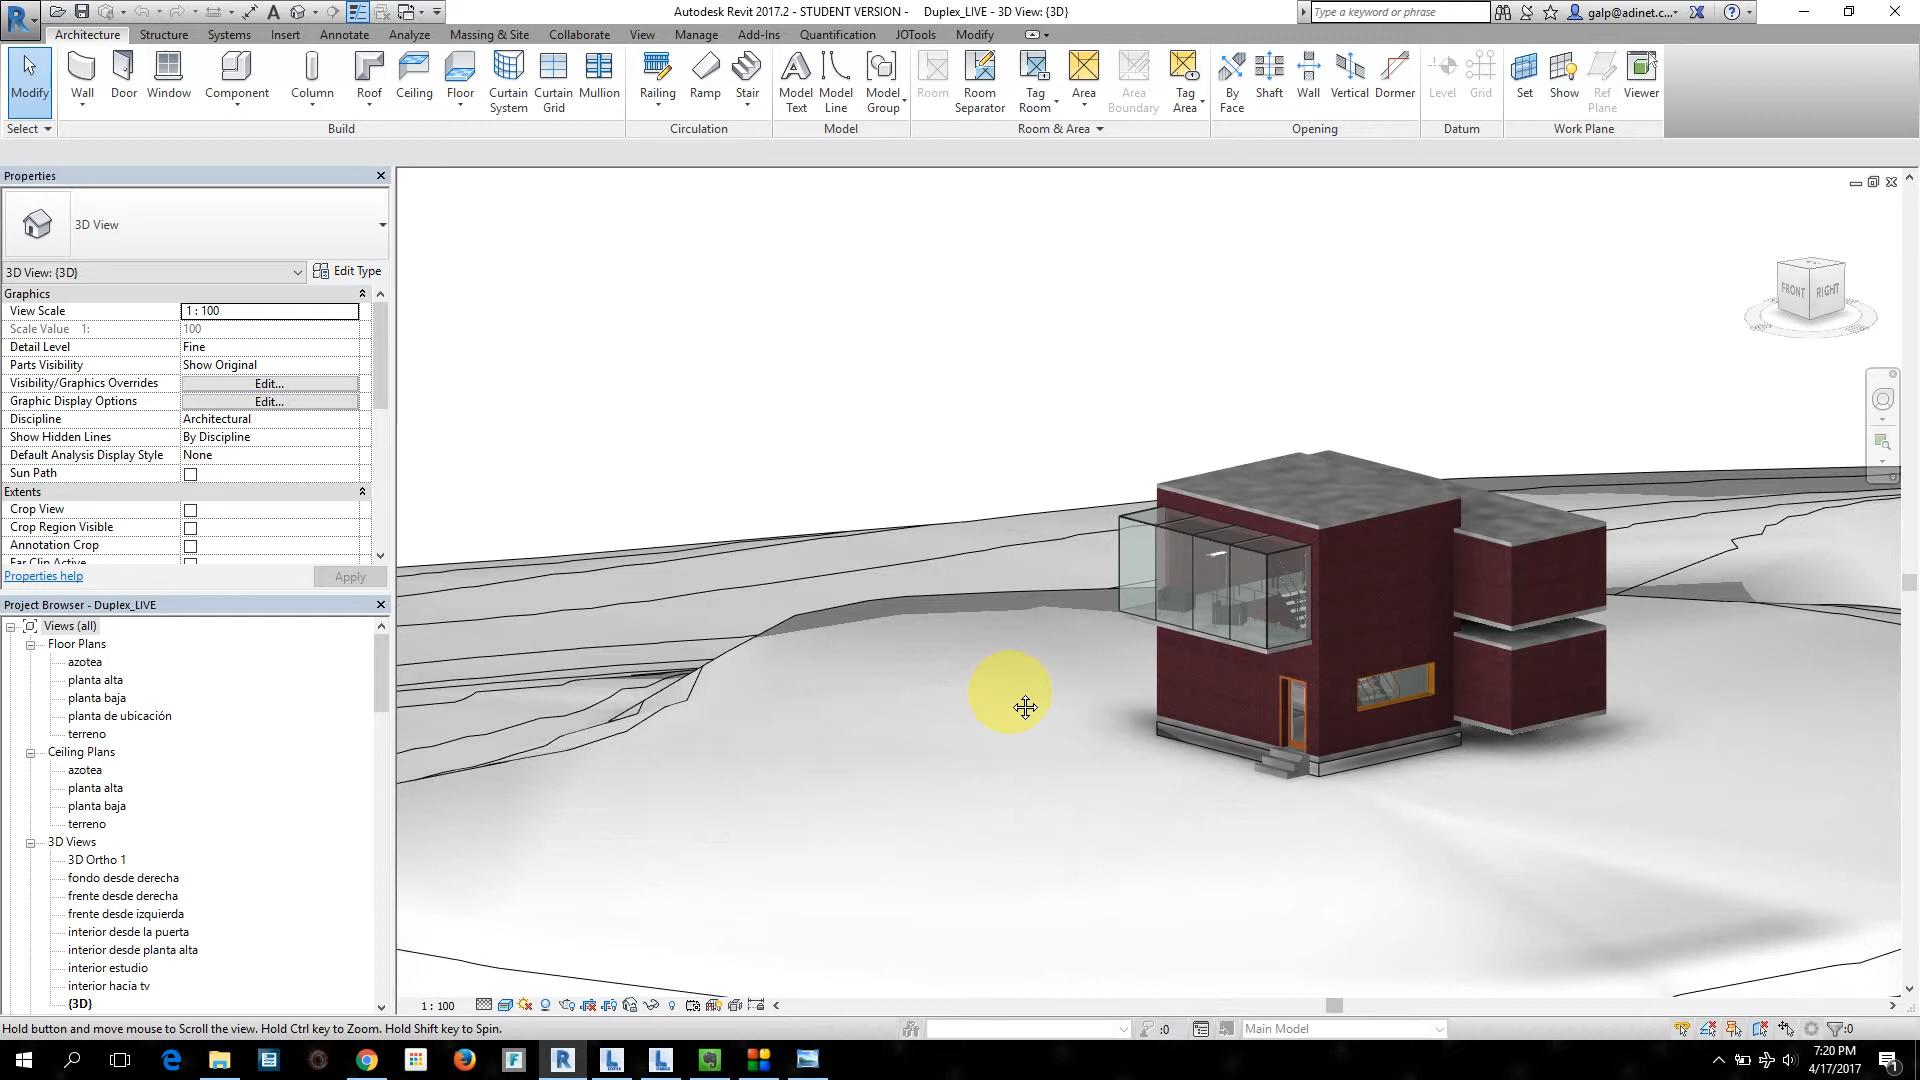 Autodesk Revit 2017.2 - STUDENT VERSION - Duplex_LIVE - 3D View: {3D}
Type a keyword or phrase
galp@adinet.c...
Architecture Structure Systems Insert Annotate Analyze Massing & Site Collaborate View Manage Add-Ins Quantification JOTools Modify
Modify Wall Door Window Component Column Roof Ceiling Floor Curtain System Curtain Grid Mullion Railing Ramp Stair Model Text Model Line Model Group Room Room Separator Tag Room Area Area Boundary Tag Area By Face Shaft Wall Vertical Dormer Level Grid Set Show Ref Plane Viewer
Select Build Circulation Model Room & Area Opening Datum Work Plane
Properties
3D View
3D View: {3D} Edit Type
Graphics
View Scale 1 : 100
Scale Value 1: 100
Detail Level Fine
Parts Visibility Show Original
Visibility/Graphics Overrides Edit...
Graphic Display Options Edit...
Discipline Architectural
Show Hidden Lines By Discipline
Default Analysis Display Style None
Sun Path
Extents
Crop View
Crop Region Visible
Annotation Crop
Far Clip Active
Properties help Apply
Project Browser - Duplex_LIVE
Views (all)
Floor Plans
azotea
planta alta
planta baja
planta de ubicación
terreno
Ceiling Plans
azotea
planta alta
planta baja
terreno
3D Views
3D Ortho 1
fondo desde derecha
frente desde derecha
frente desde izquierda
interior desde la puerta
interior desde planta alta
interior estudio
interior hacia tv
{3D}
FRONT RIGHT
1 : 100
Hold button and move mouse to Scroll the view. Hold Ctrl key to Zoom. Hold Shift key to Spin.
:0
Main Model
:0
7:20 PM
4/17/2017